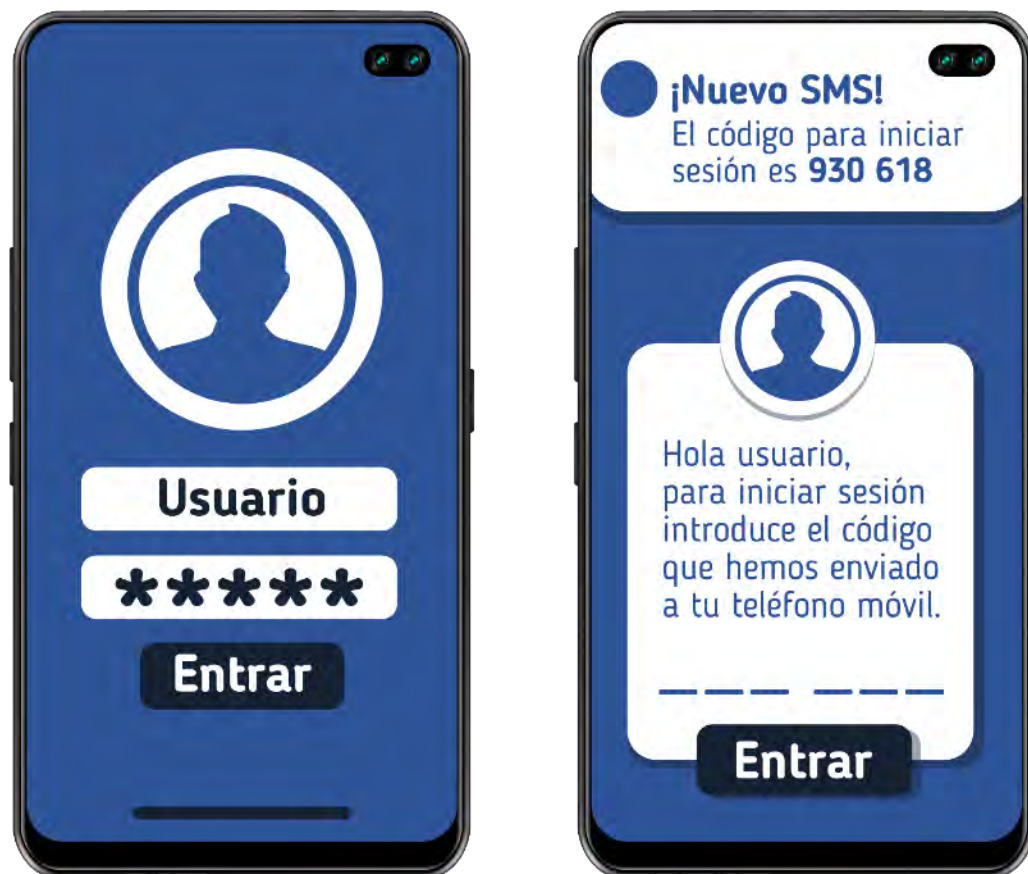 Usuario
*****
Entrar
¡Nuevo SMS!
El código para iniciar
sesión es 930 618
Hola usuario,
para iniciar sesión
introduce el código
que hemos enviado
a tu teléfono móvil.
Entrar